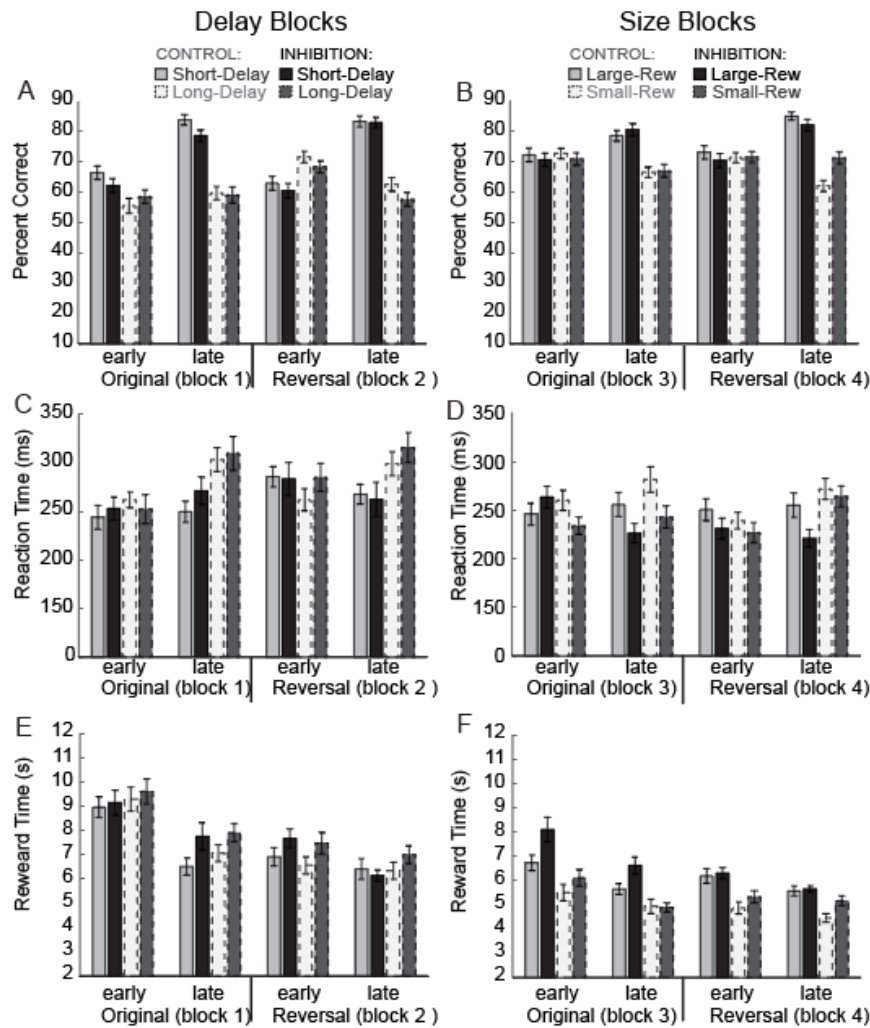 Delay Blocks
Size Blocks
CONTROL: INHIBITION:
Short-Delay Short-Delay
Long-Delay Long-Delay
CONTROL: INHIBITION:
Large-Rew Large-Rew
Small-Rew Small-Rew
A
Percent Correct
90
80
70
60
50
40
30
20
10
early late early late
Original (block 1) Reversal (block 2 )
B
Percent Correct
90
80
70
60
50
40
30
20
10
early late early late
Original (block 3) Reversal (block 4)
C
Reaction Time (ms)
350
300
250
200
150
0
early late early late
Original (block 1) Reversal (block 2 )
D
Reaction Time (ms)
350
300
250
200
150
0
early late early late
Original (block 3) Reversal (block 4)
E
Reweard Time (s)
12
11
10
9
8
7
6
5
4
3
2
early late early late
Original (block 1) Reversal (block 2 )
F
Reward Time (s)
12
11
10
9
8
7
6
5
4
3
2
early late early late
Original (block 3) Reversal (block 4)